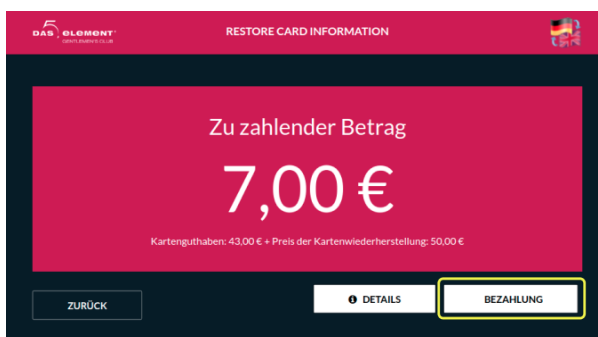 DAS 5. element
GENTLEMEN'S CLUB
RESTORE CARD INFORMATION
Zu zahlender Betrag
7,00 €
Kartenguthaben: 43,00 € + Preis der Kartenwiederherstellung: 50,00 €
ZURÜCK
DETAILS
BEZAHLUNG